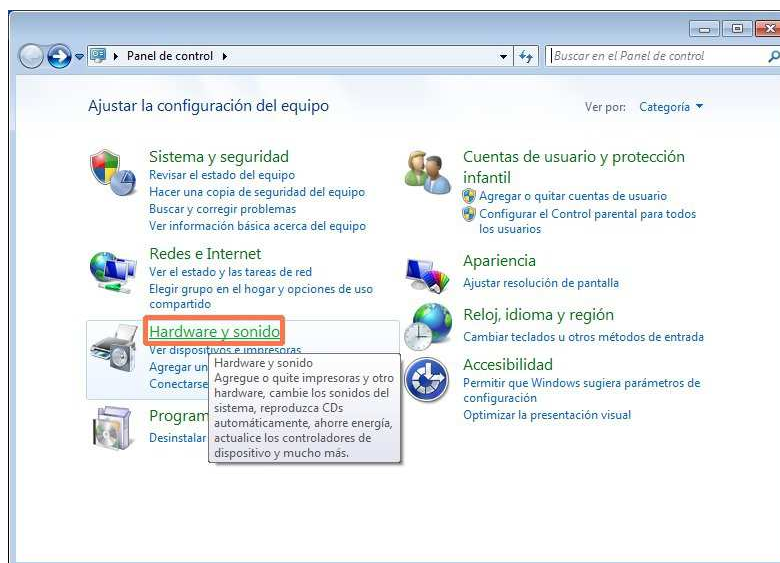 Panel de control
Buscar en el Panel de control
Ajustar la configuración del equipo
Ver por: Categoría
Sistema y seguridad
Revisar el estado del equipo
Hacer una copia de seguridad del equipo
Buscar y corregir problemas
Ver información básica acerca del equipo
Redes e Internet
Ver el estado y las tareas de red
Elegir grupo en el hogar y opciones de uso
compartido
Hardware y sonido
Ver dispositivos e impresoras
Agregar un
Conectarse
Hardware y sonido
Agregue o quite impresoras y otro
hardware, cambie los sonidos del
sistema, reproduzca CDs
automáticamente, ahorre energía,
actualice los controladores de
dispositivo y mucho más.
Program
Desinstalar
Cuentas de usuario y protección
infantil
Agregar o quitar cuentas de usuario
Configurar el Control parental para todos
los usuarios
Apariencia
Ajustar resolución de pantalla
Reloj, idioma y región
Cambiar teclados u otros métodos de entrada
Accesibilidad
Permitir que Windows sugiera parámetros de
configuración
Optimizar la presentación visual